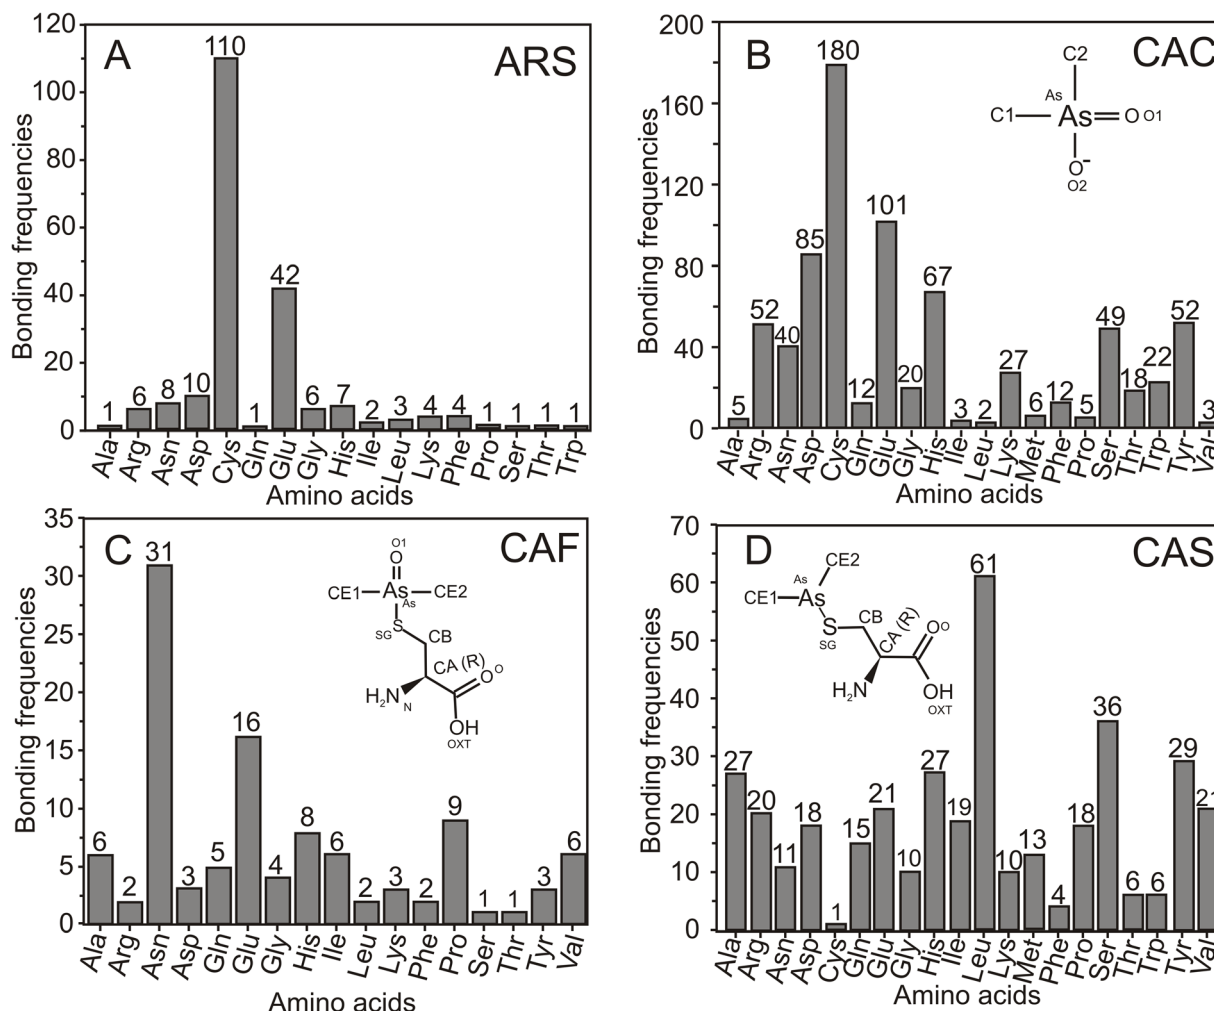 A
ARS
Bonding frequencies
120
100
80
60
40
20
0
1 6 8 10 110 1 42 6 7 2 3 4 4 1 1 1 1
Ala Arg Asn Asp Cys Gln Glu Gly His Ile Leu Lys Phe Pro Ser Thr Trp
Amino acids
B
CAC
Bonding frequencies
200
160
120
80
40
0
C2
As
C1 As O O1
O-
O2
5 52 40 85 180 12 101 20 67 3 2 27 6 12 5 49 18 22 52 3
Ala Arg Asn Asp Cys Gln Glu Gly His Ile Leu Lys Met Phe Pro Ser Thr Trp Tyr Val
Amino acids
C
CAF
Bonding frequencies
35
30
25
20
15
10
5
0
O1
O
CE1 As CE2
As
S
SG
CB
CA (R)
O O
H2N N
OH
OXT
6 2 31 3 5 16 4 8 6 2 3 2 9 1 1 3 6
Ala Arg Asn Asp Gln Glu Gly His Ile Leu Lys Phe Pro Ser Thr Tyr Val
Amino acids
D
CAS
Bonding frequencies
70
60
50
40
30
20
10
0
CE2
As
CE1 As
S
SG
CB
CA (R)
O O
H2N
OH
OXT
27 20 11 18 1 15 21 10 27 19 61 10 13 4 18 36 6 6 29 21
Ala Arg Asn Asp Cys Gln Glu Gly His Ile Leu Lys Met Phe Pro Ser Thr Trp Tyr Val
Amino acids